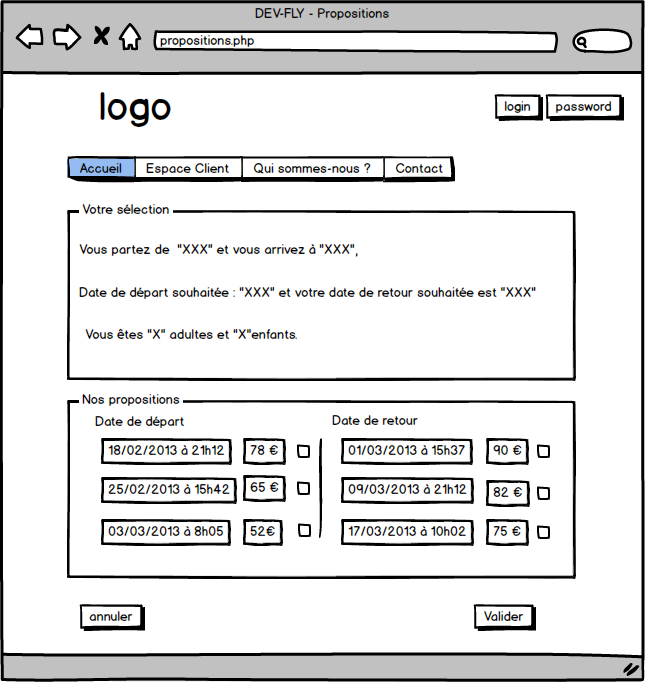 DEV-FLY - Propositions
propositions.php
logo
login password
Accueil Espace Client Qui sommes-nous ? Contact
Votre sélection
Vous partez de "XXX" et vous arrivez à "XXX",
Date de départ souhaitée : "XXX" et votre date de retour souhaitée est "XXX"
Vous êtes "X" adultes et "X"enfants.
Nos propositions
Date de départ Date de retour
18/02/2013 à 21h12 78 € 01/03/2013 à 15h37 90 €
25/02/2013 à 15h42 65 € 09/03/2013 à 21h12 82 €
03/03/2013 à 8h05 52€ 17/03/2013 à 10h02 75 €
annuler Valider